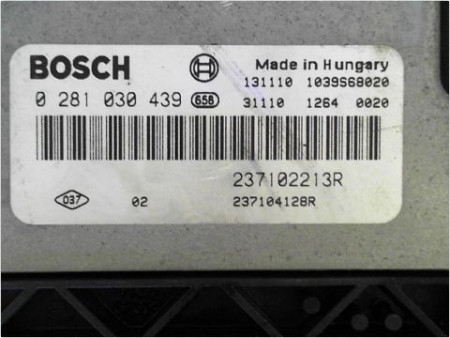 BOSCH Made in Hungary
131110 1039S68020
0 281 030 439 658 31110 1264 0020
237102213R
037 02 237104128R